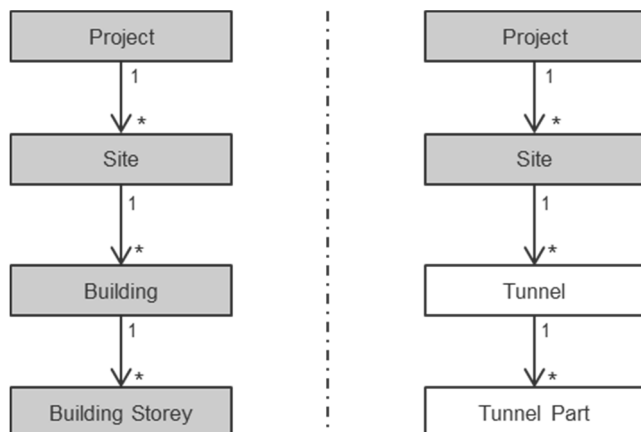 Project
1
*
Site
1
*
Building
1
*
Building Storey
Project
1
*
Site
1
*
Tunnel
1
*
Tunnel Part